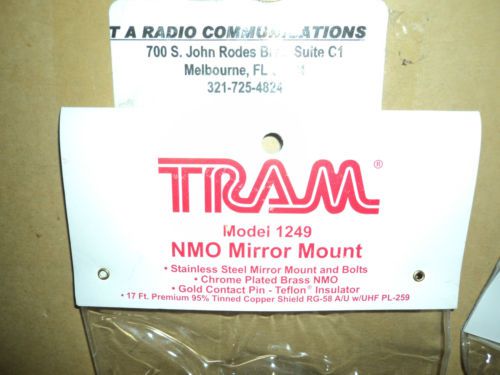 T A RADIO COMMUNICATIONS
700 S. John Rodes Suite C1
Melbourne, FL
321-725-4824
TRAM®
Model 1249
NMO Mirror Mount
• Stainless Steel Mirror Mount and Bolts
• Chrome Plated Brass NMO
• Gold Contact Pin - Teflon® Insulator
• 17 Ft. Premium 95% Tinned Copper Shield RG-58 A/U w/UHF PL-259